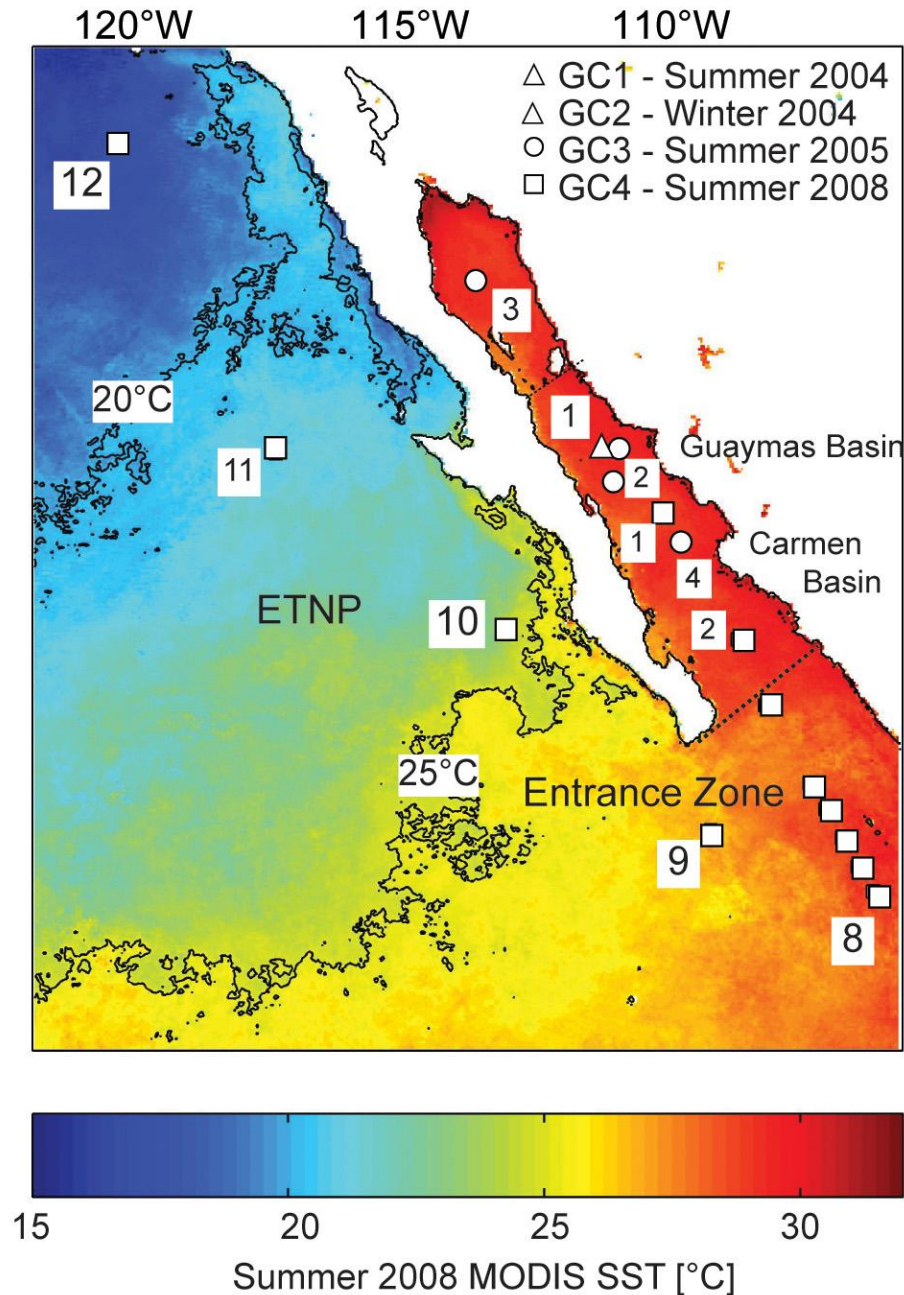 120°W 115°W 110°W
GC1 - Summer 2004
GC2 - Winter 2004
GC3 - Summer 2005
GC4 - Summer 2008
12
3
20°C
1
Guaymas Basin
11
2
1
Carmen
Basin
4
ETNP
10
2
25°C
Entrance Zone
9
8
15 20 25 30
Summer 2008 MODIS SST [°C]